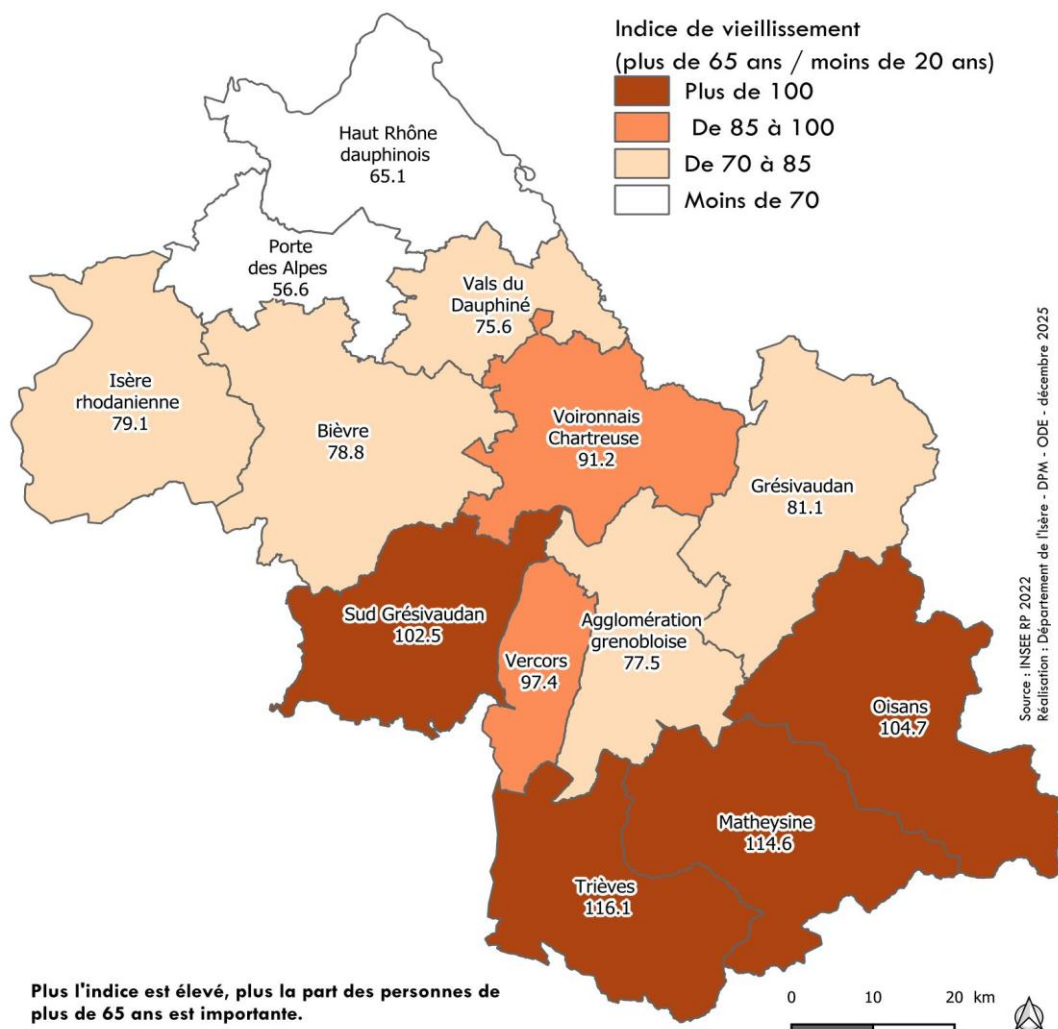 Indice de vieillissement
(plus de 65 ans / moins de 20 ans)
Plus de 100
De 85 à 100
De 70 à 85
Moins de 70
Haut Rhône
dauphinois
65.1
Porte
des Alpes
56.6
Vals du
Dauphiné
75.6
Isère
rhodanienne
79.1
Bièvre
78.8
Voironnais
Chartreuse
91.2
Grésivaudan
81.1
Sud Grésivaudan
102.5
Vercors
97.4
Agglomération
grenobloise
77.5
Oisans
104.7
Matheysine
114.6
Trièves
116.1
Source : INSEE RP 2022
Réalisation : Département de l'Isère - DPM - ODE - décembre 2025
Plus l'indice est élevé, plus la part des personnes de
plus de 65 ans est importante.
0 10 20 km